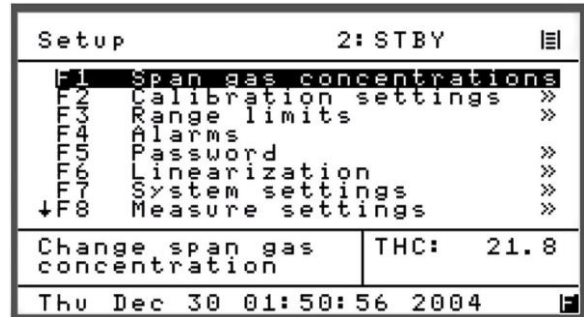 Setup 2:STBY
F1 Span gas concentrations
F2 Calibration settings »
F3 Range limits »
F4 Alarms
F5 Password »
F6 Linearization »
F7 System settings »
↓F8 Measure settings »
Change span gas
concentration
THC: 21.8
Thu Dec 30 01:50:56 2004 F